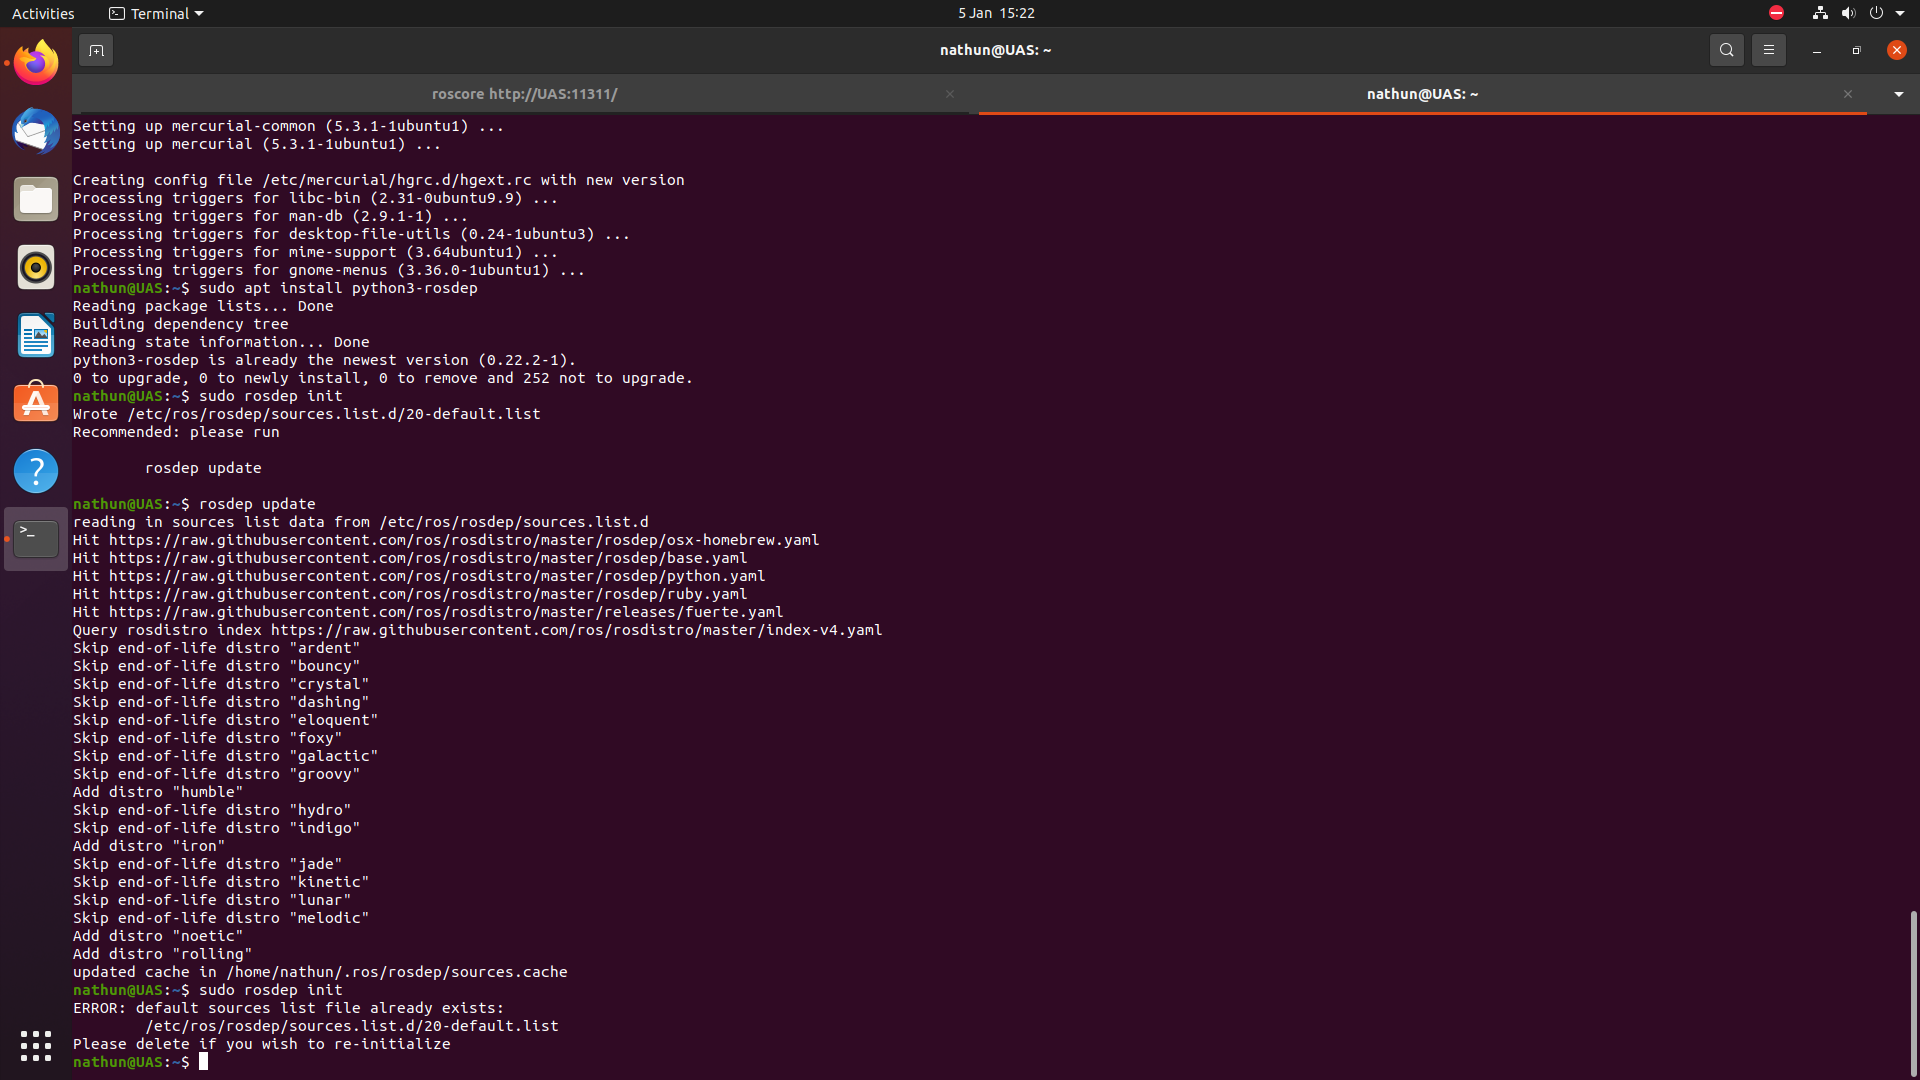 Activities
Terminal
5 Jan 15:22
nathun@UAS: ~
roscore http://UAS:11311/
nathun@UAS: ~
Setting up mercurial-common (5.3.1-1ubuntu1) ...
Setting up mercurial (5.3.1-1ubuntu1) ...
Creating config file /etc/mercurial/hgrc.d/hgext.rc with new version
Processing triggers for libc-bin (2.31-0ubuntu9.9) ...
Processing triggers for man-db (2.9.1-1) ...
Processing triggers for desktop-file-utils (0.24-1ubuntu3) ...
Processing triggers for mime-support (3.64ubuntu1) ...
Processing triggers for gnome-menus (3.36.0-1ubuntu1) ...
nathun@UAS:~$ sudo apt install python3-rosdep
Reading package lists... Done
Building dependency tree
Reading state information... Done
python3-rosdep is already the newest version (0.22.2-1).
0 to upgrade, 0 to newly install, 0 to remove and 252 not to upgrade.
nathun@UAS:~$ sudo rosdep init
Wrote /etc/ros/rosdep/sources.list.d/20-default.list
Recommended: please run
rosdep update
nathun@UAS:~$ rosdep update
reading in sources list data from /etc/ros/rosdep/sources.list.d
Hit https://raw.githubusercontent.com/ros/rosdistro/master/rosdep/osx-homebrew.yaml
Hit https://raw.githubusercontent.com/ros/rosdistro/master/rosdep/base.yaml
Hit https://raw.githubusercontent.com/ros/rosdistro/master/rosdep/python.yaml
Hit https://raw.githubusercontent.com/ros/rosdistro/master/rosdep/ruby.yaml
Hit https://raw.githubusercontent.com/ros/rosdistro/master/releases/fuerte.yaml
Query rosdistro index https://raw.githubusercontent.com/ros/rosdistro/master/index-v4.yaml
Skip end-of-life distro "ardent"
Skip end-of-life distro "bouncy"
Skip end-of-life distro "crystal"
Skip end-of-life distro "dashing"
Skip end-of-life distro "eloquent"
Skip end-of-life distro "foxy"
Skip end-of-life distro "galactic"
Skip end-of-life distro "groovy"
Add distro "humble"
Skip end-of-life distro "hydro"
Skip end-of-life distro "indigo"
Add distro "iron"
Skip end-of-life distro "jade"
Skip end-of-life distro "kinetic"
Skip end-of-life distro "lunar"
Skip end-of-life distro "melodic"
Add distro "noetic"
Add distro "rolling"
updated cache in /home/nathun/.ros/rosdep/sources.cache
nathun@UAS:~$ sudo rosdep init
ERROR: default sources list file already exists:
/etc/ros/rosdep/sources.list.d/20-default.list
Please delete if you wish to re-initialize
nathun@UAS:~$